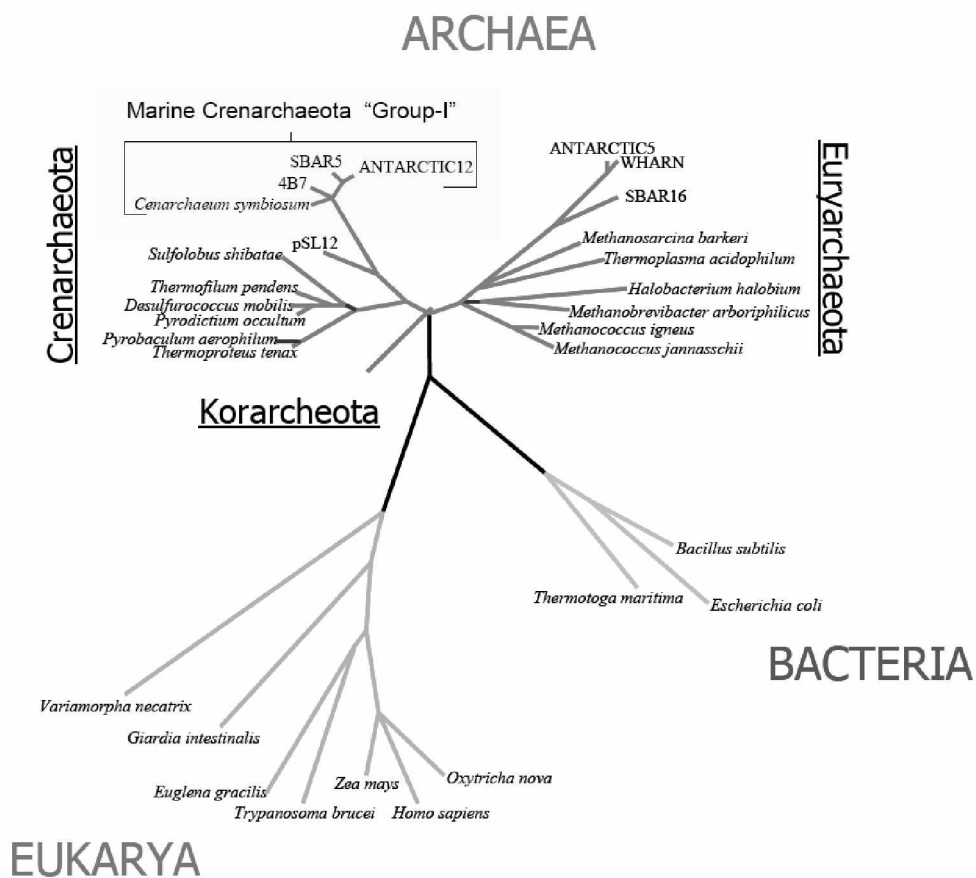 ARCHAEA
Marine Crenarchaeota “Group-I”
SBAR5
ANTARCTIC12
4B7
Cenarchaeum symbiosum
Crenarchaeota
pSL12
Sulfolobus shibatae
Thermofilum pendens
Desulfurococcus mobilis
Pyrodictium occultum
Pyrobaculum aerophilum
Thermoproteus tenax
Korarcheota
ANTARCTIC5
WHARN
SBAR16
Methanosarcina barkeri
Thermoplasma acidophilum
Halobacterium halobium
Methanobrevibacter arboriphilicus
Methanococcus igneus
Methanococcus jannasschii
Euryarchaeota
Bacillus subtilis
Thermotoga maritima
Escherichia coli
BACTERIA
Variamorpha necatrix
Giardia intestinalis
Euglena gracilis
Trypanosoma brucei
Zea mays
Homo sapiens
Oxytricha nova
EUKARYA